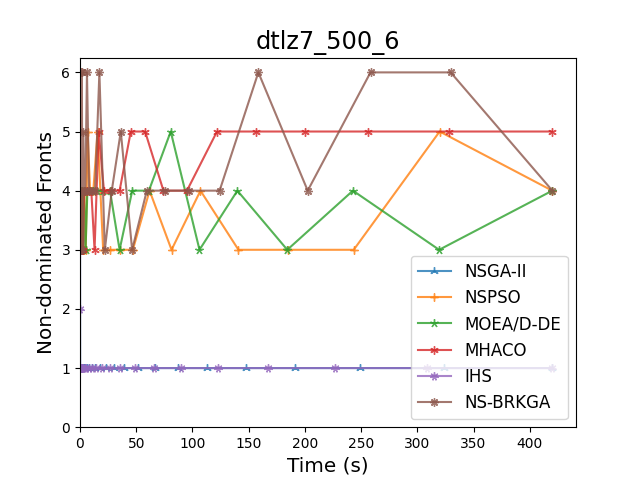 dtlz7_500_6
Non-dominated Fronts
6
5
4
3
2
1
0
0 50 100 150 200 250 300 350 400
Time (s)
NSGA-II
NSPSO
MOEA/D-DE
MHACO
IHS
NS-BRKGA